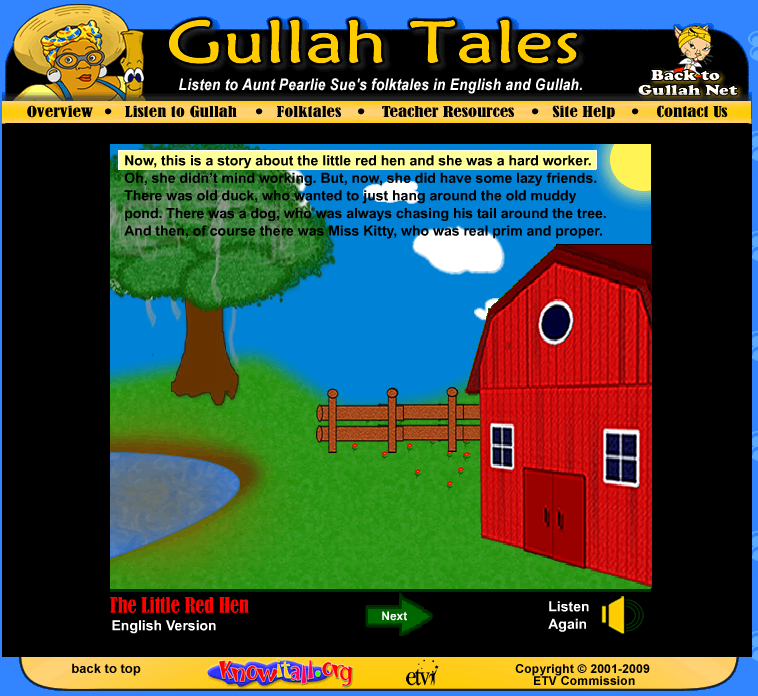 Gullah Tales
Listen to Aunt Pearlie Sue's folktales in English and Gullah.
Back to
Gullah Net
Overview • Listen to Gullah • Folktales • Teacher Resources • Site Help • Contact Us
Now, this is a story about the little red hen and she was a hard worker.
Oh, she didn't mind working. But, now, she did have some lazy friends.
There was old duck, who wanted to just hang around the old muddy
pond. There was a dog, who was always chasing his tail around the tree.
And then, of course there was Miss Kitty, who was real prim and proper.
The Little Red Hen
English Version
Next
Listen
Again
back to top
KnowItAll.org
etv
Copyright © 2001-2009
ETV Commission